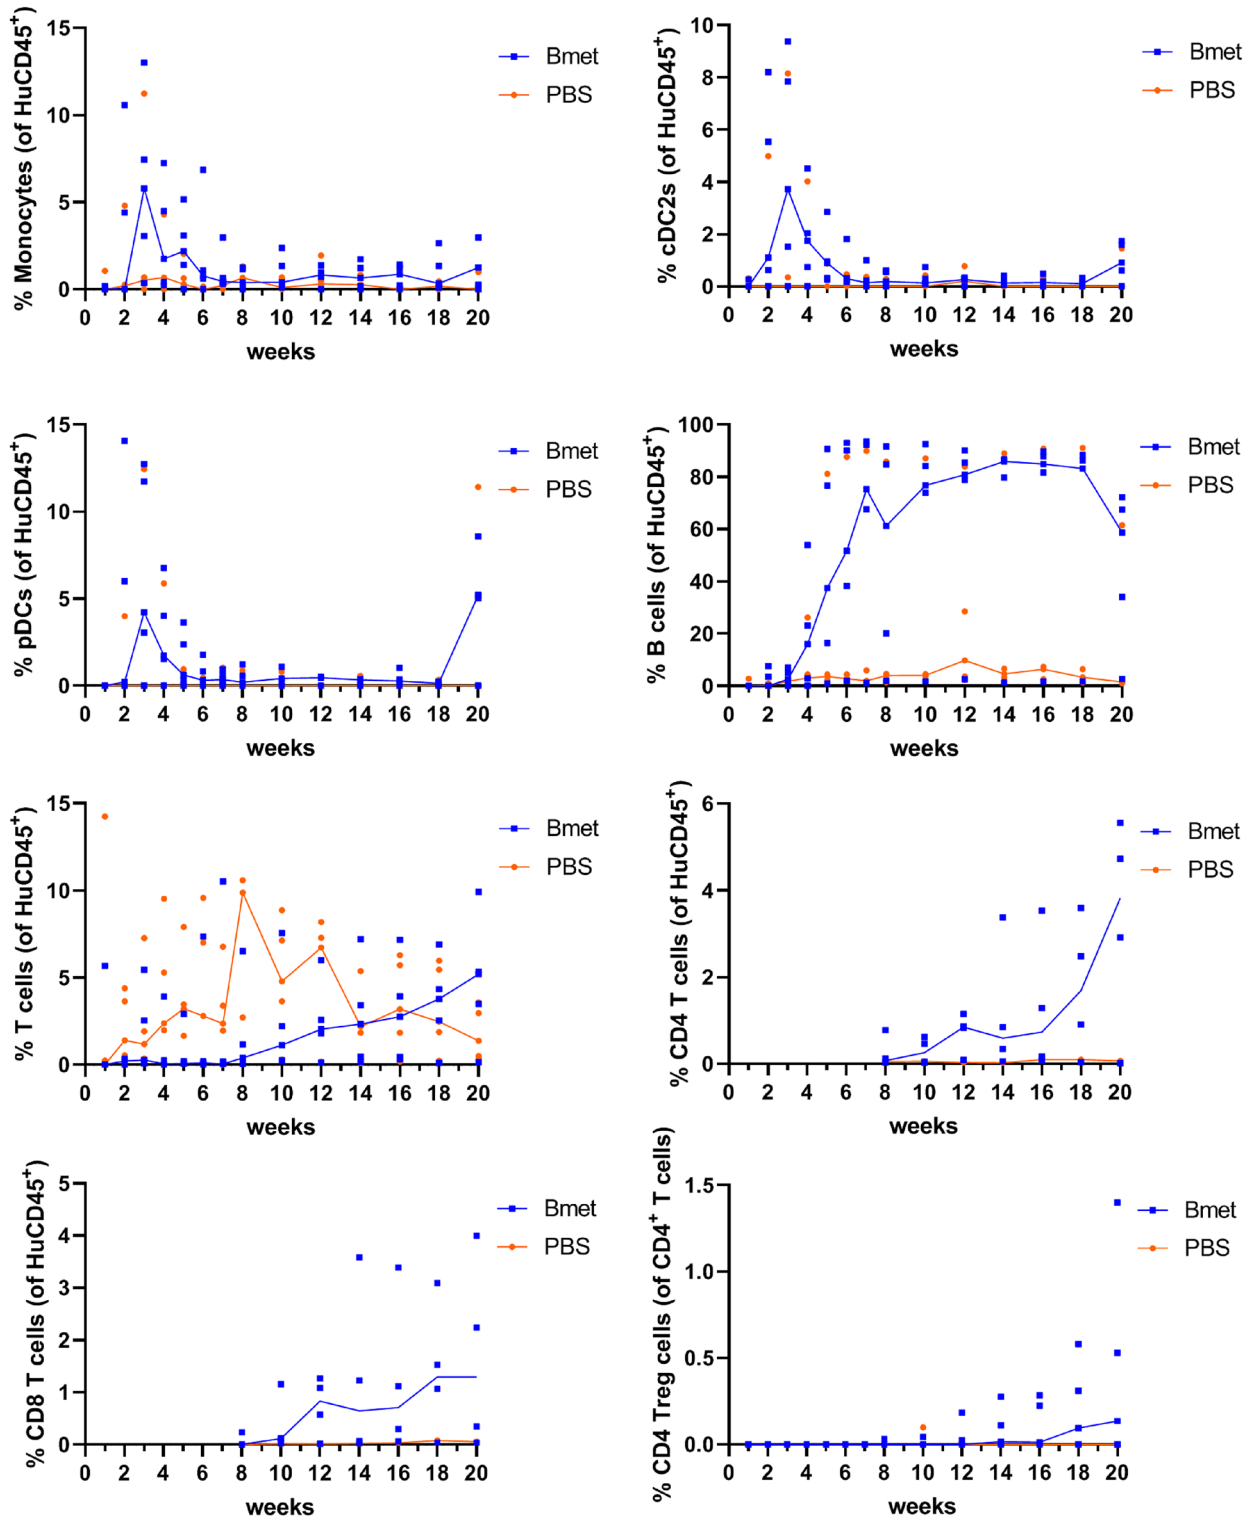 % Monocytes (of HuCD45+)
15
10
5
0
0 2 4 6 8 10 12 14 16 18 20
weeks
Bmet
PBS
% cDC2s (of HuCD45+)
10
8
6
4
2
0
0 2 4 6 8 10 12 14 16 18 20
weeks
Bmet
PBS
% pDCs (of HuCD45+)
15
10
5
0
0 2 4 6 8 10 12 14 16 18 20
weeks
Bmet
PBS
% B cells (of HuCD45+)
100
80
60
40
20
0
0 2 4 6 8 10 12 14 16 18 20
weeks
Bmet
PBS
% T cells (of HuCD45+)
15
10
5
0
0 2 4 6 8 10 12 14 16 18 20
weeks
Bmet
PBS
% CD4 T cells (of HuCD45+)
6
4
2
0
0 2 4 6 8 10 12 14 16 18 20
weeks
Bmet
PBS
% CD8 T cells (of HuCD45+)
5
4
3
2
1
0
0 2 4 6 8 10 12 14 16 18 20
weeks
Bmet
PBS
% CD4 Treg cells (of CD4+ T cells)
1.5
1.0
0.5
0.0
0 2 4 6 8 10 12 14 16 18 20
weeks
Bmet
PBS